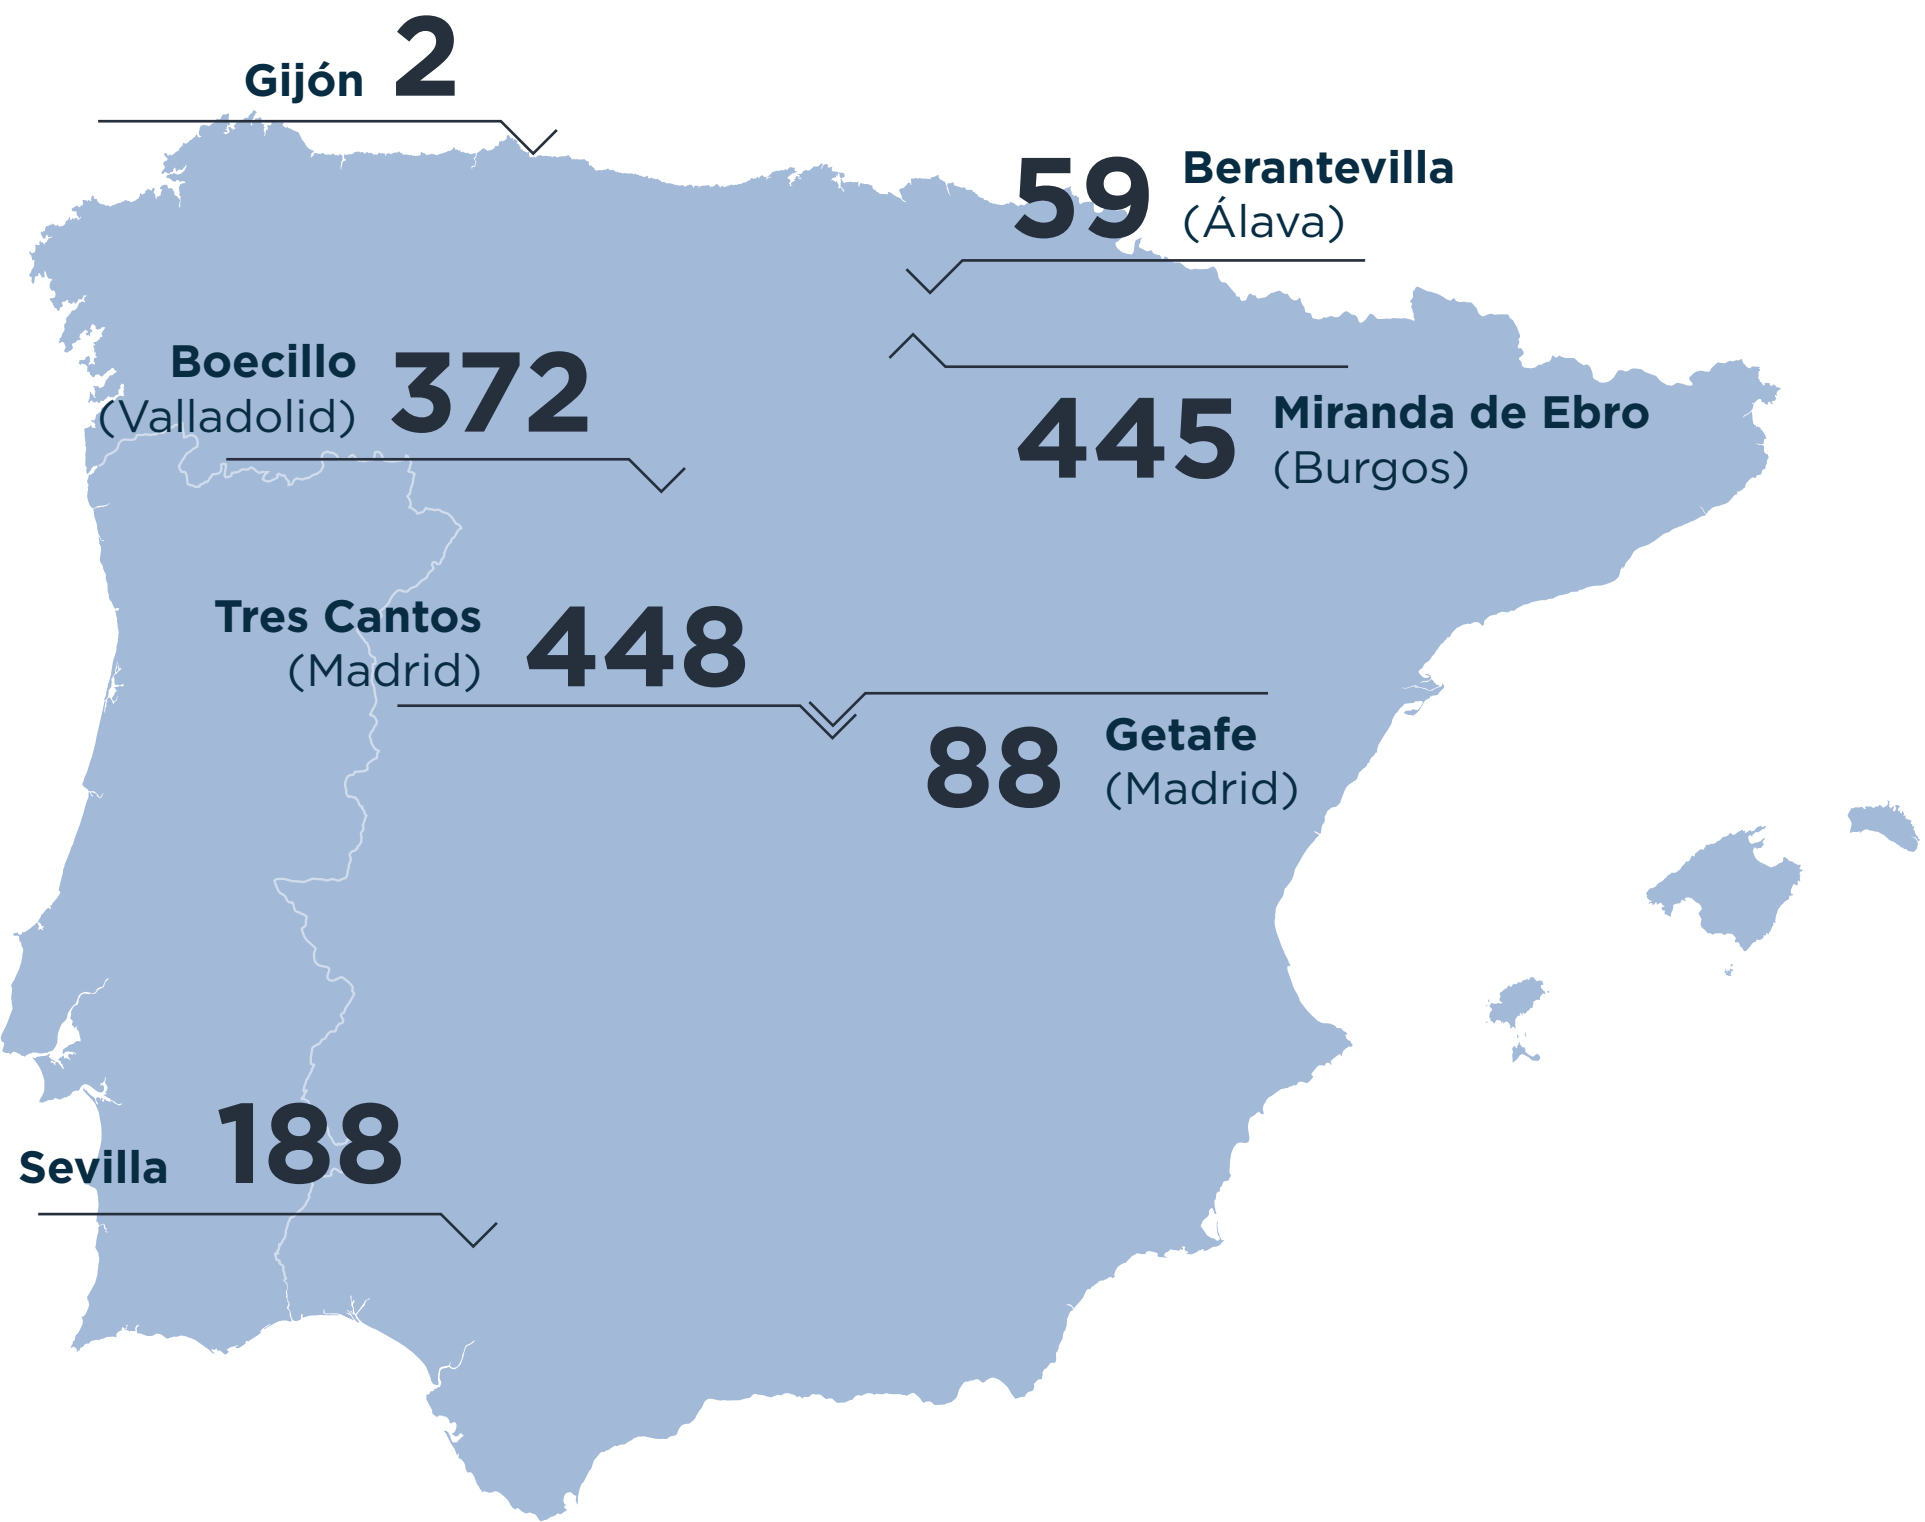 Gijón 2
59 Berantevilla
(Álava)
Boecillo 372
(Valladolid)
445 Miranda de Ebro
(Burgos)
Tres Cantos 448
(Madrid)
88 Getafe
(Madrid)
Sevilla 188